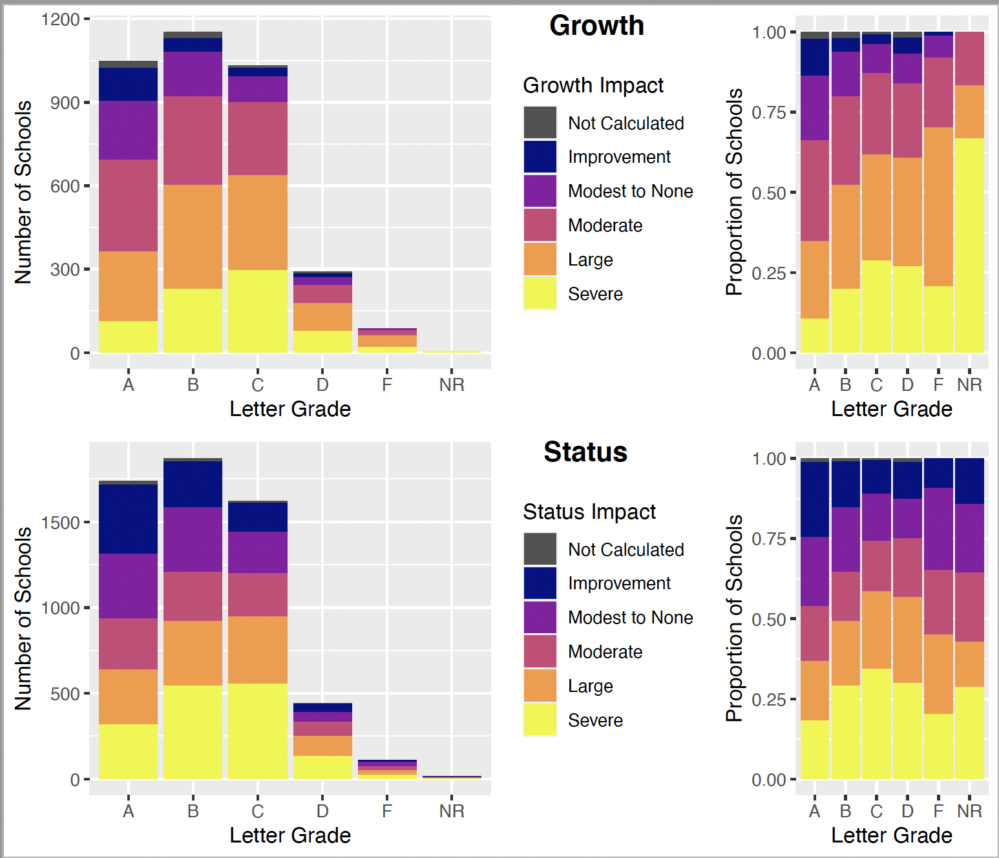 Growth
1200
900
600
300
0
Number of Schools
A B C D F NR
Letter Grade
Growth Impact
Not Calculated
Improvement
Modest to None
Moderate
Large
Severe
1.00
0.75
0.50
0.25
0.00
Proportion of Schools
A B C D F NR
Letter Grade
Status
1500
1000
500
0
Number of Schools
A B C D F NR
Letter Grade
Status Impact
Not Calculated
Improvement
Modest to None
Moderate
Large
Severe
1.00
0.75
0.50
0.25
0.00
Proportion of Schools
A B C D F NR
Letter Grade